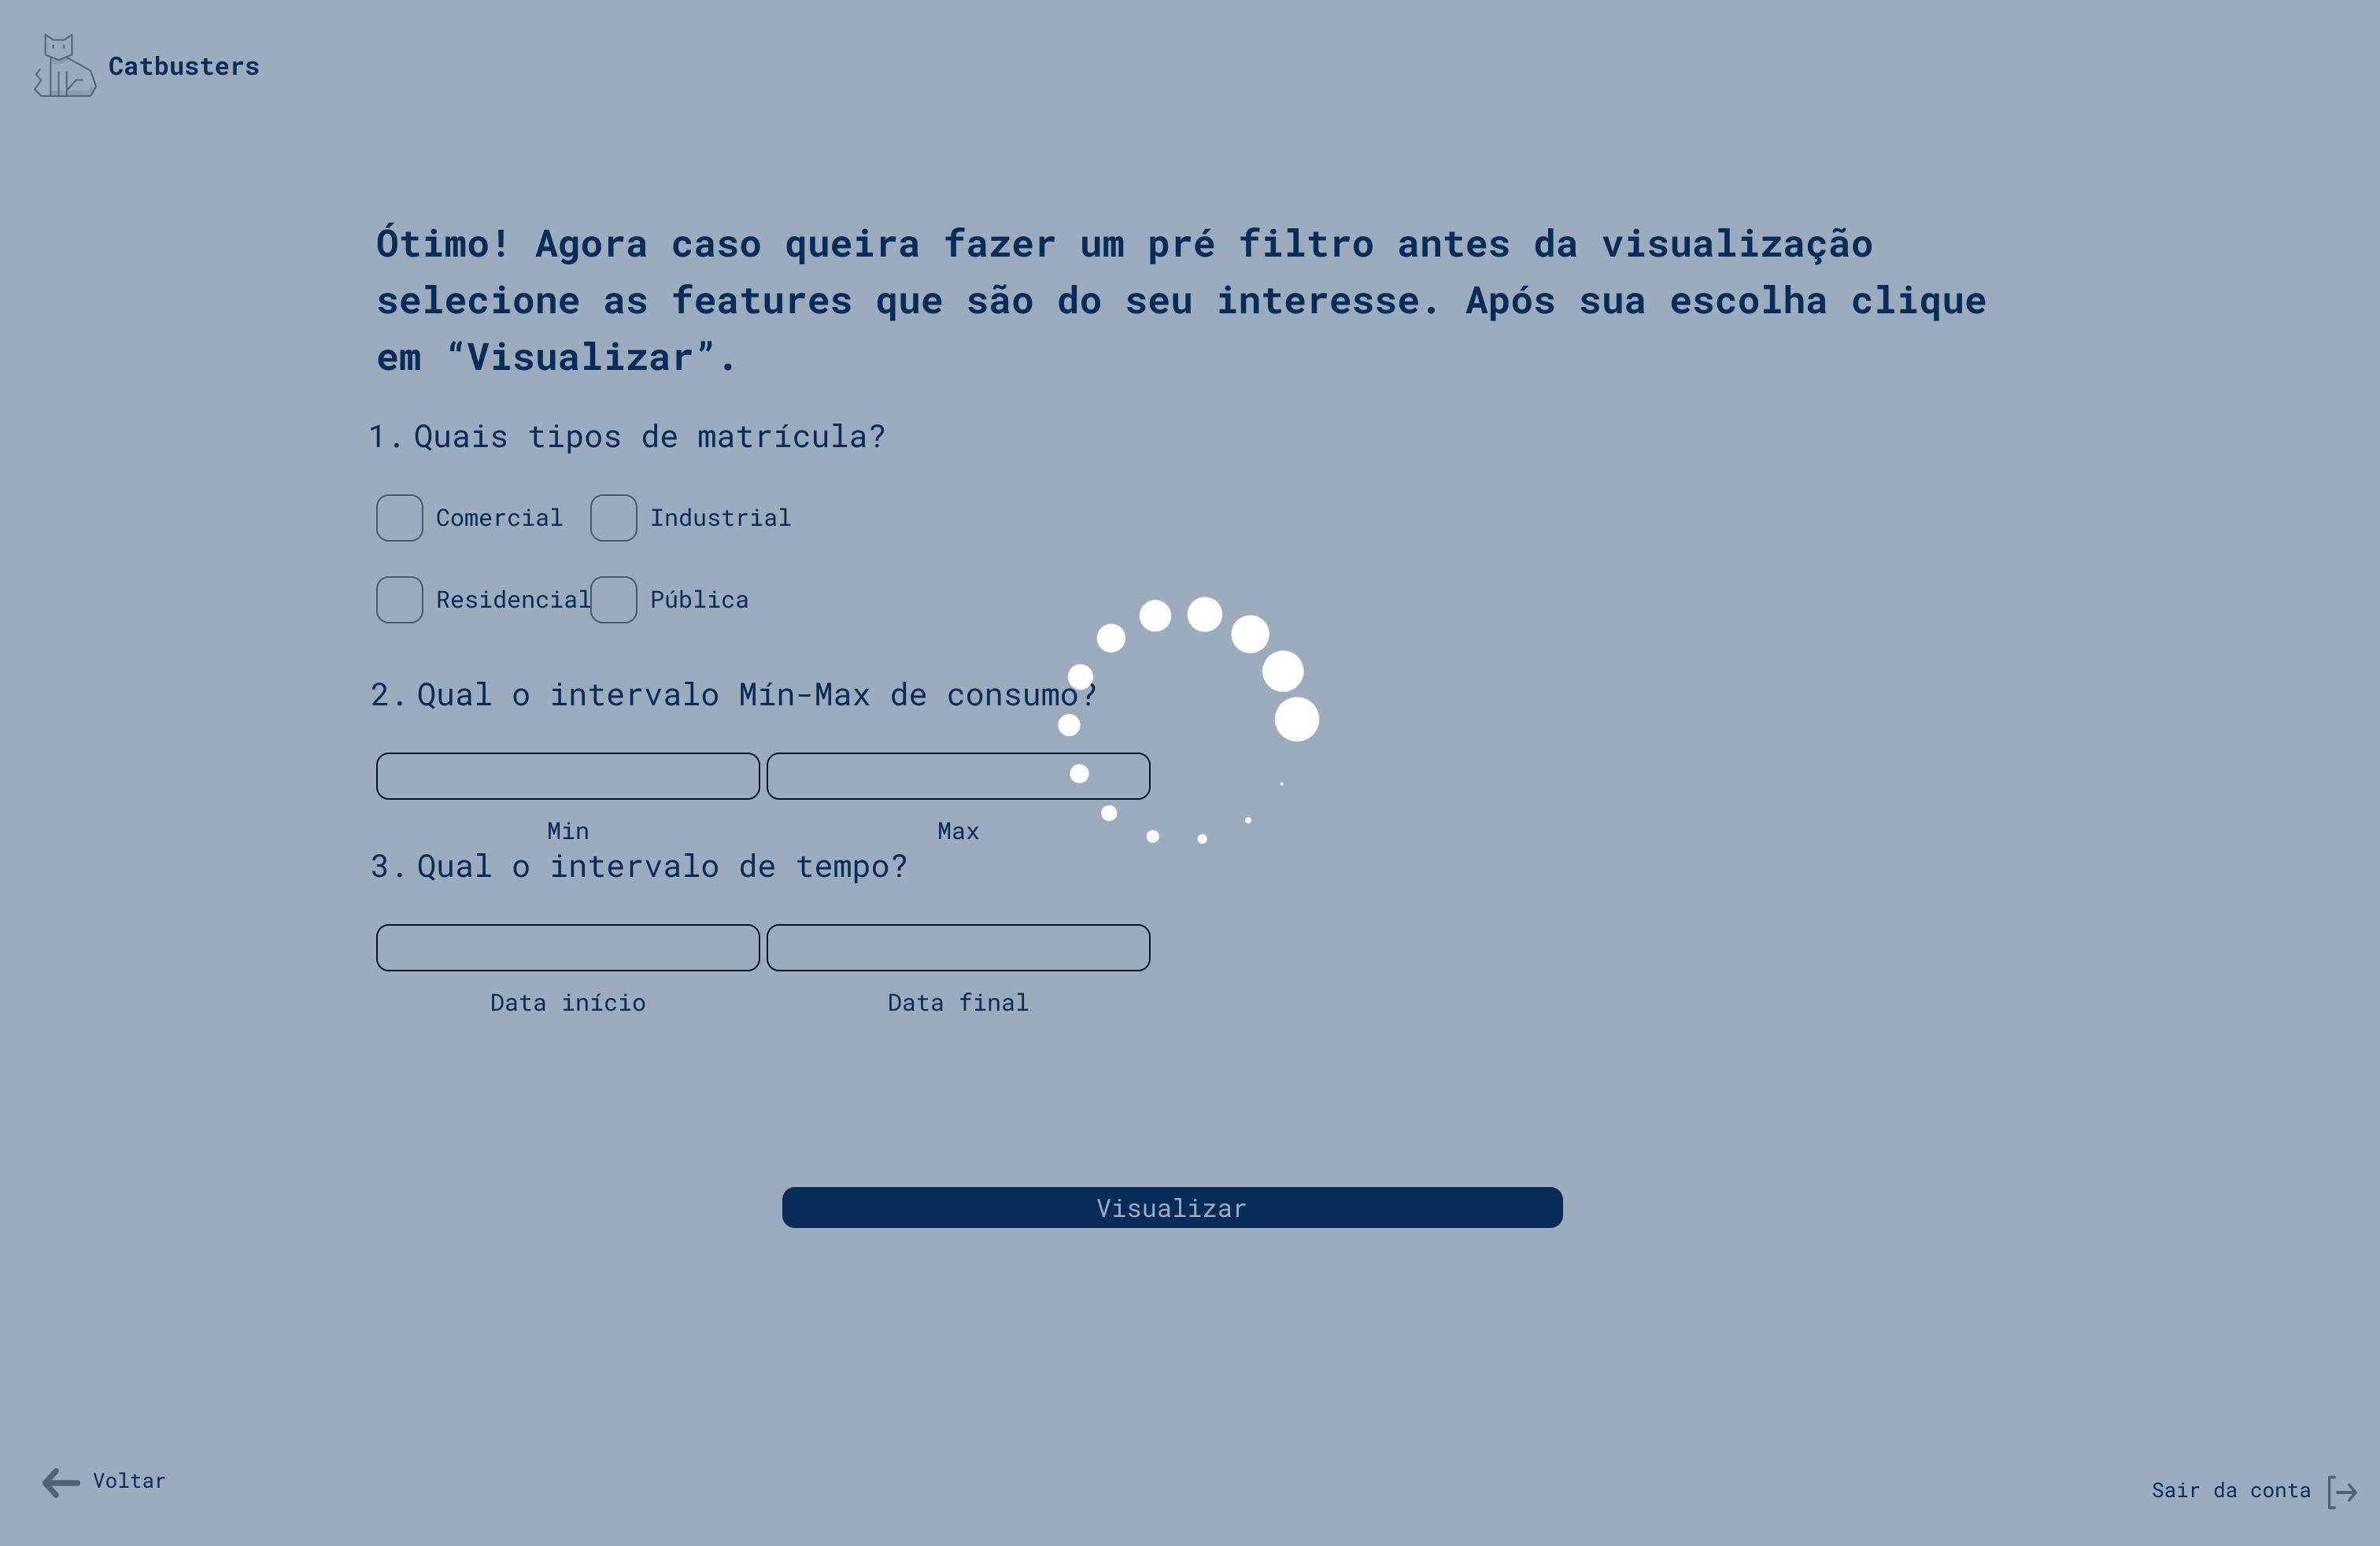 Catbusters
Ótimo! Agora caso queira fazer um pré filtro antes da visualização
selecione as features que são do seu interesse. Após sua escolha clique
em “Visualizar”.
1. Quais tipos de matrícula?
Comercial Industrial
Residencial Pública
2. Qual o intervalo Mín-Max de consumo?
Min Max
3. Qual o intervalo de tempo?
Data início Data final
Visualizar
Voltar
Sair da conta